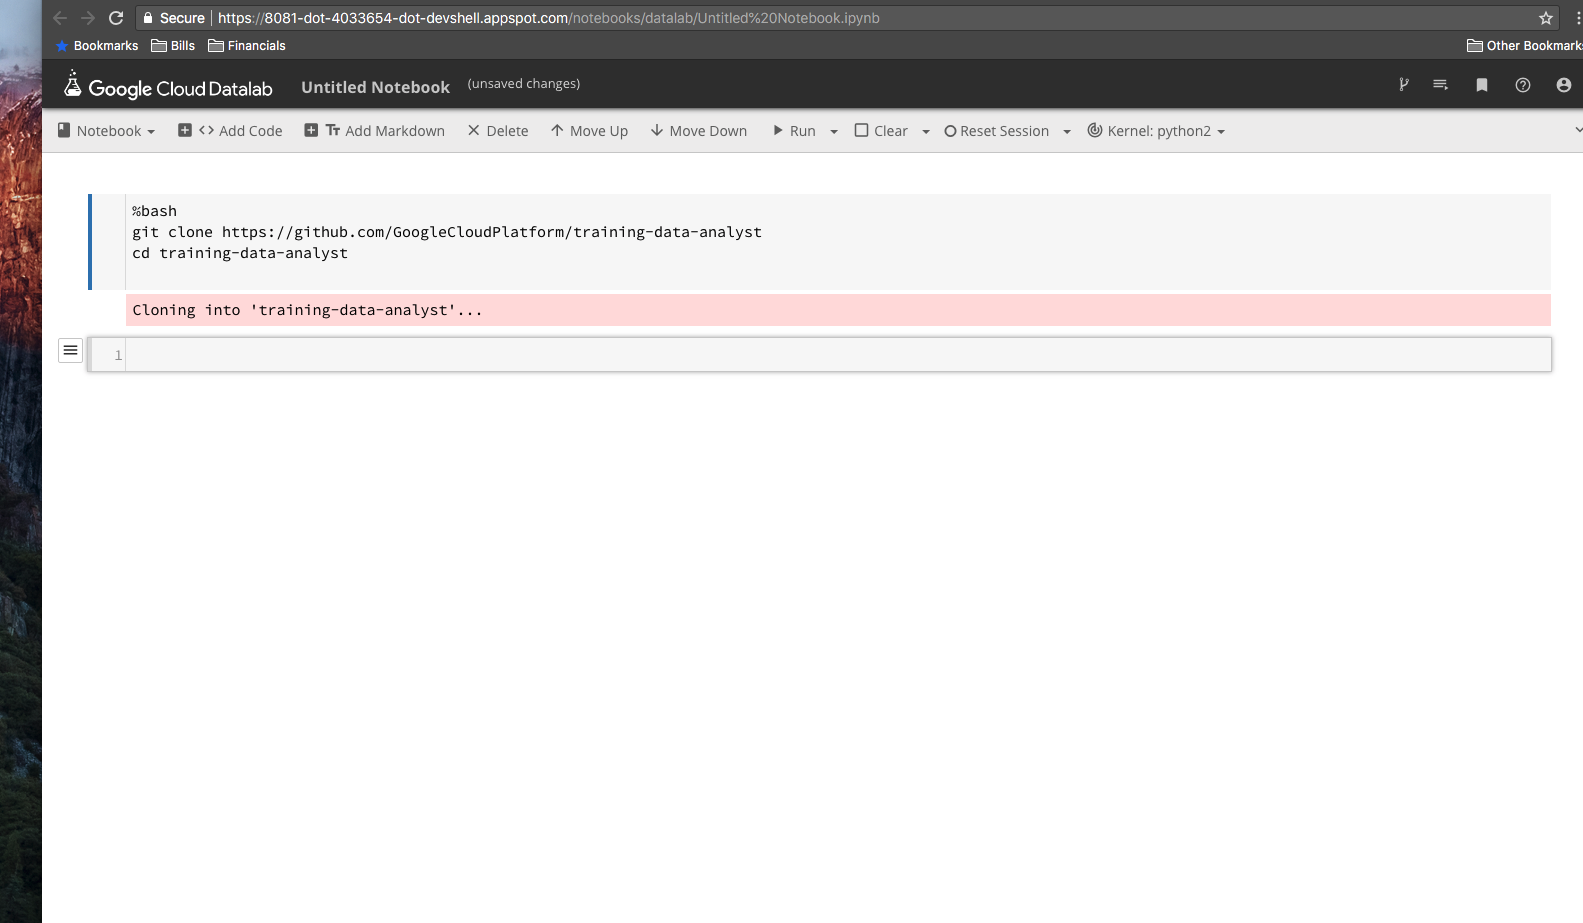 Secure | https://8081-dot-4033654-dot-devshell.appspot.com/notebooks/datalab/Untitled%20Notebook.ipynb
Bookmarks Bills Financials Other Bookmarks
Google Cloud Datalab Untitled Notebook (unsaved changes)
Notebook Add Code Tт Add Markdown Delete Move Up Move Down Run Clear Reset Session Kernel: python2
%bash
git clone https://github.com/GoogleCloudPlatform/training-data-analyst
cd training-data-analyst
Cloning into 'training-data-analyst'...
1